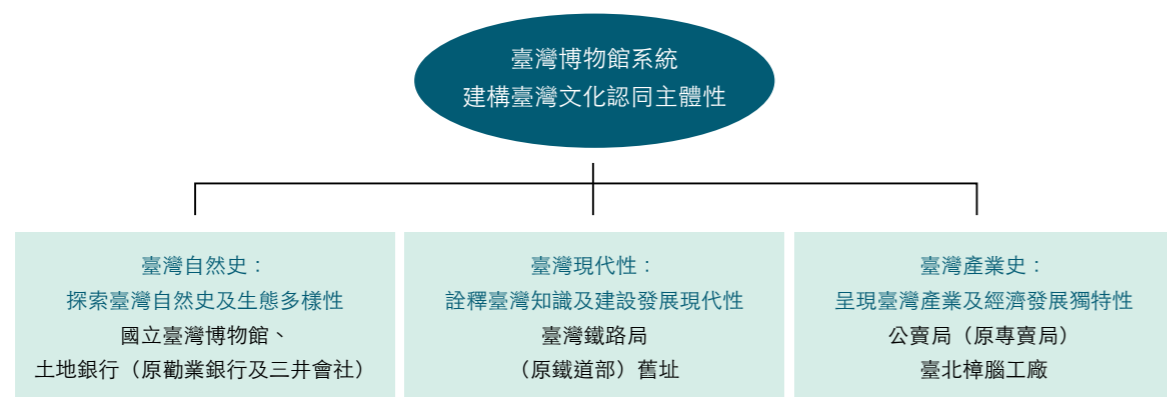 臺灣博物館系統
建構臺灣文化認同主體性
臺灣自然史：
探索臺灣自然史及生態多樣性
國立臺灣博物館、
土地銀行（原勸業銀行及三井會社）
臺灣現代性：
詮釋臺灣知識及建設發展現代性
臺灣鐵路局
（原鐵道部）舊址
臺灣產業史：
呈現臺灣產業及經濟發展獨特性
公賣局（原專賣局）
臺北樟腦工廠